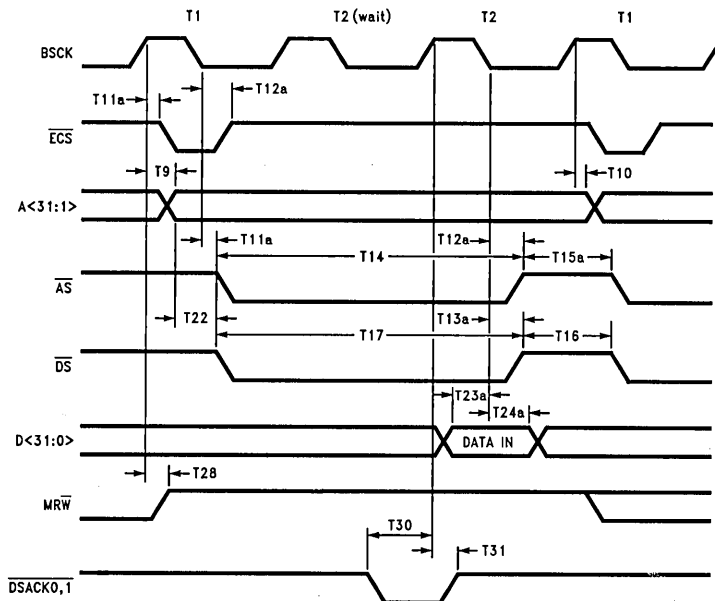 T1 T2 (wait) T2 T1
BSCK
T11a T12a
ECS
T9 T10
A<31:1>
T11a T12a
T14 T15a
AS
T22 T13a
T17 T16
DS
T23a
T24a
D<31:0> DATA IN
T28
MRW
T30
T31
DSACK0,1